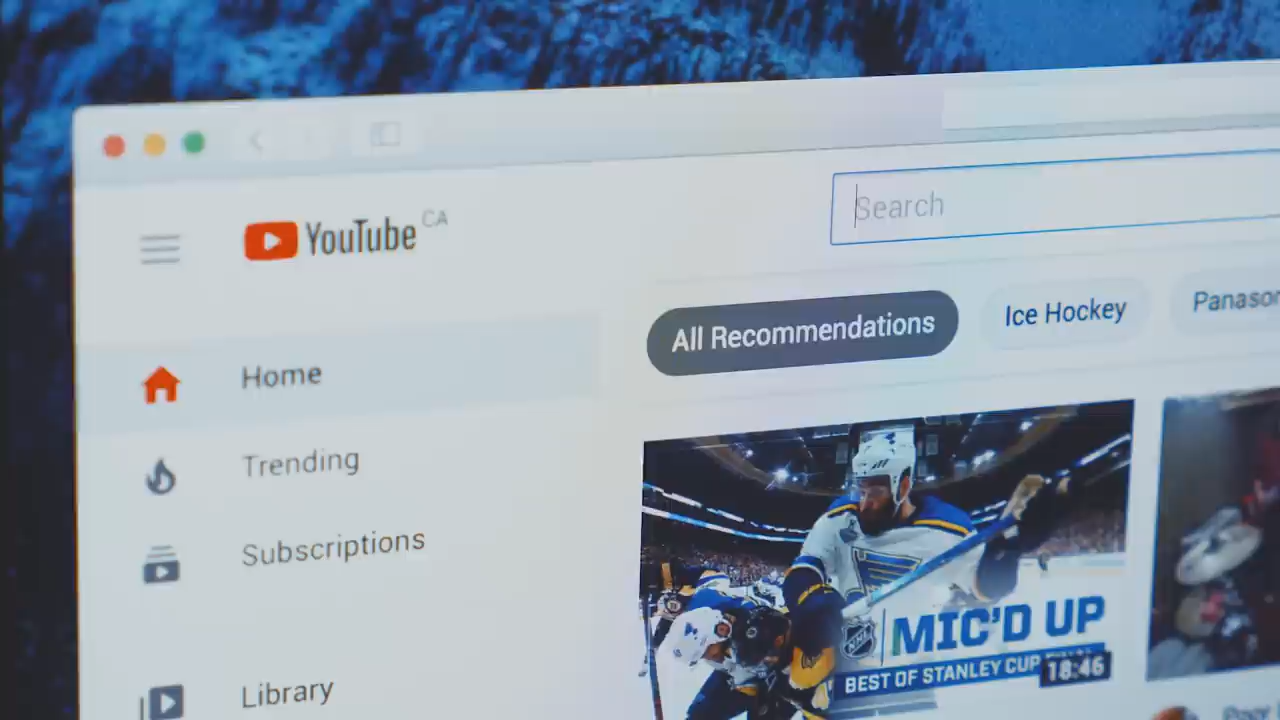 YouTube CA
Search
All Recommendations
Ice Hockey
Home
Trending
Subscriptions
Library
NHL
MIC'D UP
BEST OF STANLEY CUP
18:46